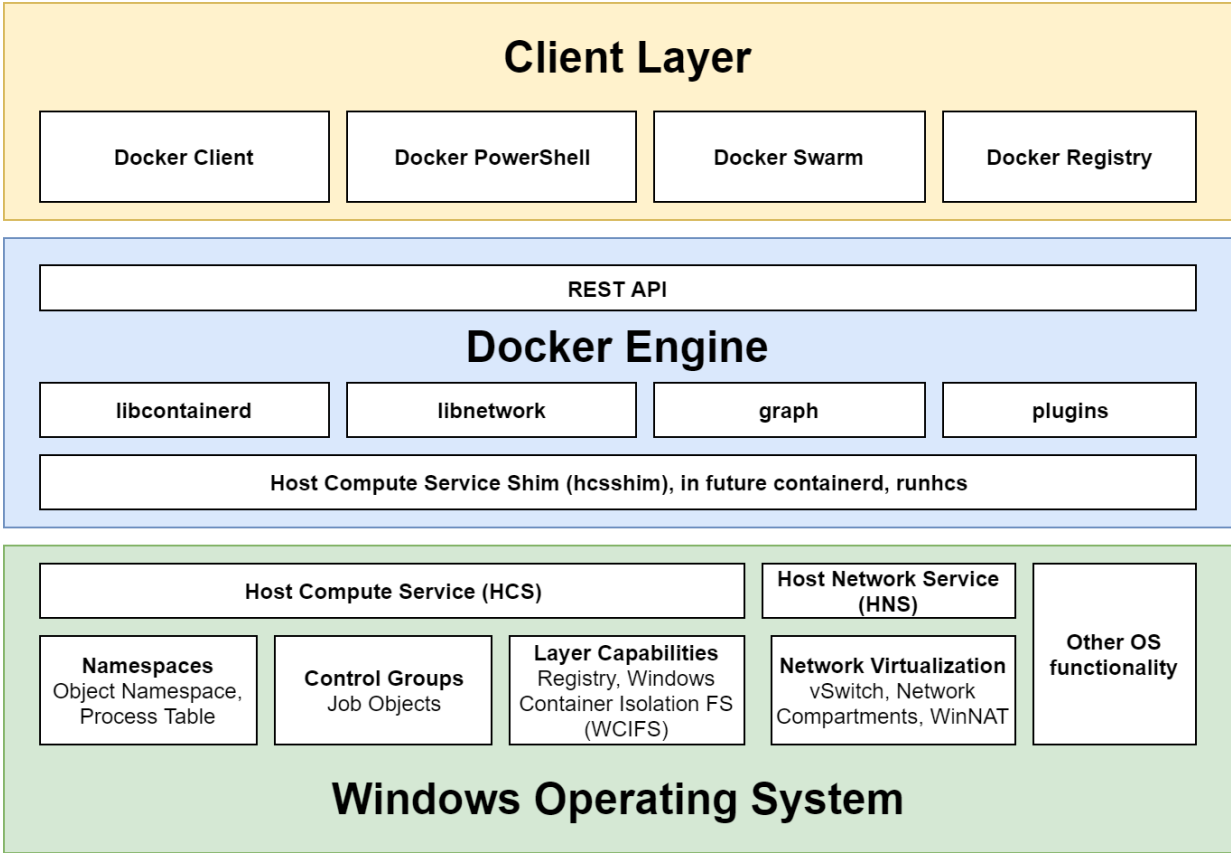 Client Layer
Docker Client
Docker PowerShell
Docker Swarm
Docker Registry
REST API
Docker Engine
libcontainerd
libnetwork
graph
plugins
Host Compute Service Shim (hcsshim), in future containerd, runhcs
Host Compute Service (HCS)
Host Network Service
(HNS)
Other OS
functionality
Namespaces
Object Namespace,
Process Table
Control Groups
Job Objects
Layer Capabilities
Registry, Windows
Container Isolation FS
(WCIFS)
Network Virtualization
vSwitch, Network
Compartments, WinNAT
Windows Operating System